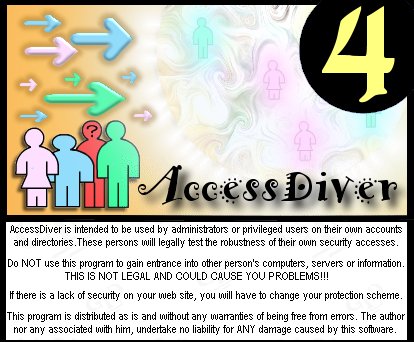 4
?
AccessDiver
AccessDiver is intended to be used by administrators or privileged users on their own accounts
and directories.These persons will legally test the robustness of their own security accesses.
Do NOT use this program to gain entrance into other person's computers, servers or information.
THIS IS NOT LEGAL AND COULD CAUSE YOU PROBLEMS!!!
If there is a lack of security on your web site, you will have to change your protection scheme.
This program is distributed as is and without any warranties of being free from errors. The author
nor any associated with him, undertake no liability for ANY damage caused by this software.